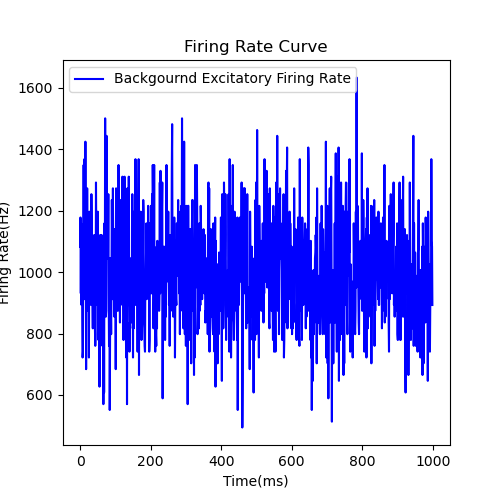 Firing Rate Curve
Backgournd Excitatory Firing Rate
Firing Rate(Hz)
1600
1400
1200
1000
800
600
0 200 400 600 800 1000
Time(ms)